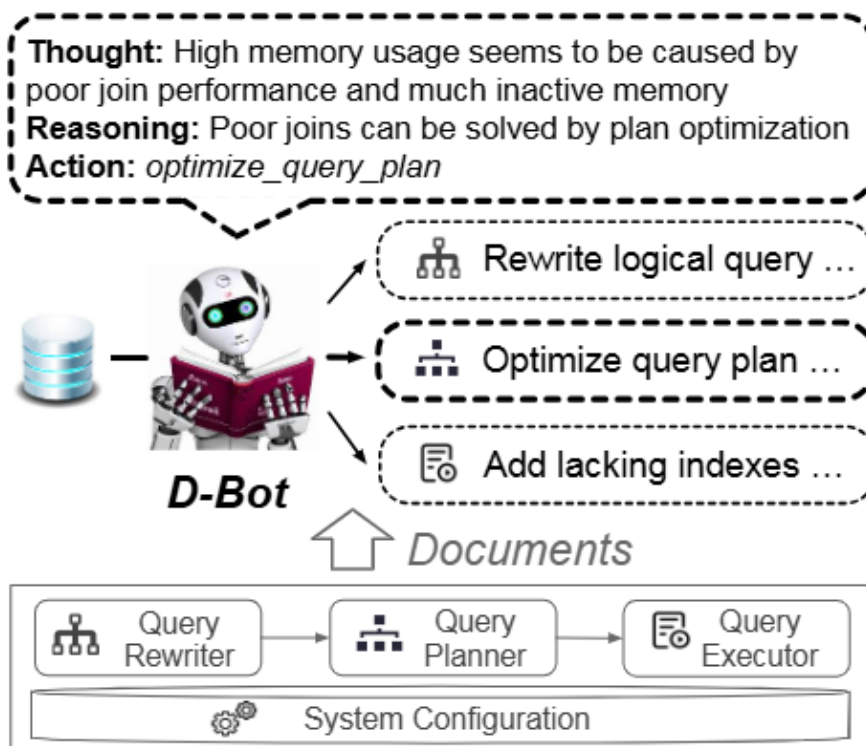 Thought: High memory usage seems to be caused by
poor join performance and much inactive memory
Reasoning: Poor joins can be solved by plan optimization
Action: optimize_query_plan
Rewrite logical query ...
Optimize query plan ...
Add lacking indexes ...
D-Bot
Documents
Query
Rewriter
Query
Planner
Query
Executor
System Configuration